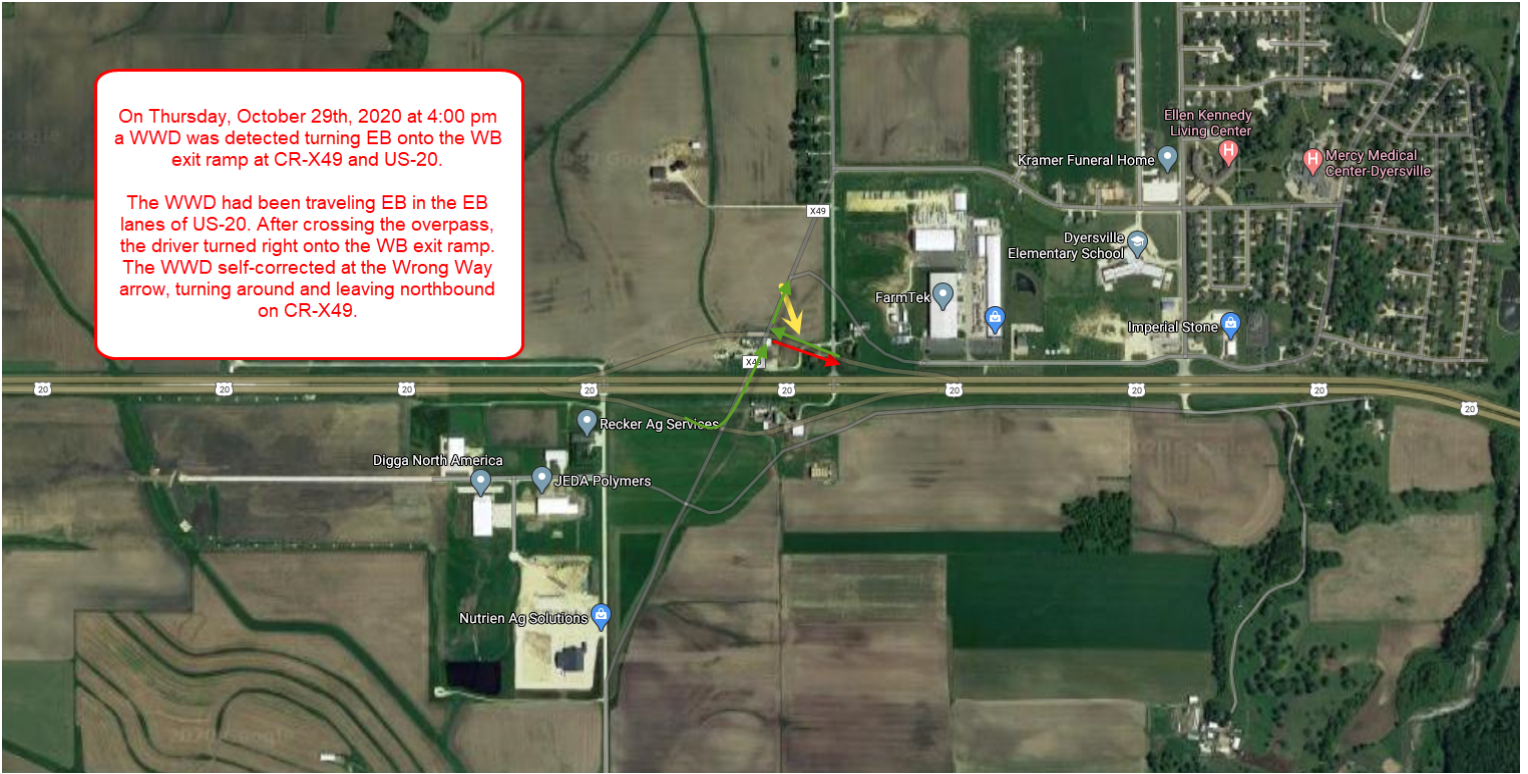 On Thursday, October 29th, 2020 at 4:00 pm
a WWD was detected turning EB onto the WB
exit ramp at CR-X49 and US-20.
The WWD had been traveling EB in the EB
lanes of US-20. After crossing the overpass,
the driver turned right onto the WB exit ramp.
The WWD self-corrected at the Wrong Way
arrow, turning around and leaving northbound
on CR-X49.
Ellen Kennedy
Living Center
Kramer Funeral Home
Mercy Medical
Center-Dyersville
X49
Dyersville
Elementary School
FarmTek
Imperial Stone
X49
20
20
20
20
20
20
20
20
20
Recker Ag Services
Digga North America
JEDA Polymers
Nutrien Ag Solutions